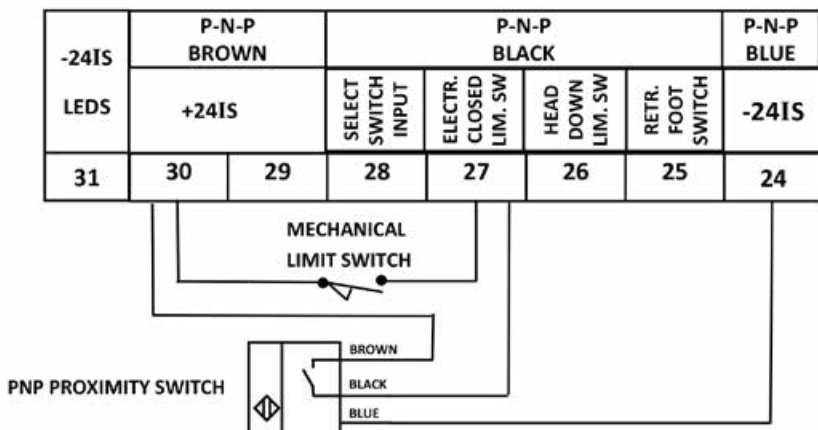 -24IS
LEDS
31
P-N-P
BROWN
+24IS
30
29
P-N-P
BLACK
SELECT
SWITCH
INPUT
28
ELECTR.
CLOSED
LIM. SW
27
HEAD
DOWN
LIM. SW
26
RETR.
FOOT
SWITCH
25
P-N-P
BLUE
-24IS
24
MECHANICAL
LIMIT SWITCH
PNP PROXIMITY SWITCH
BROWN
BLACK
BLUE